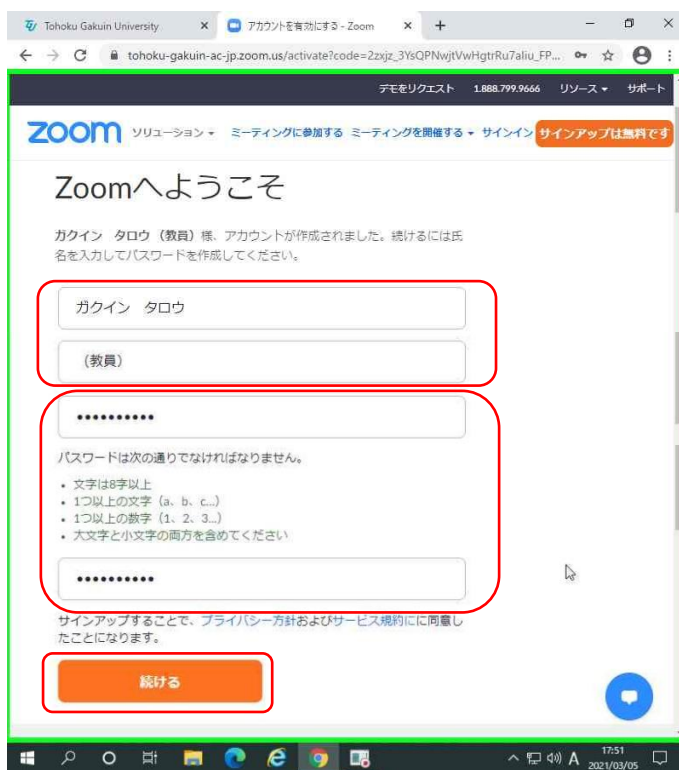 Tohoku Gakuin University
アカウントを有効にする - Zoom
tohoku-gakuin-ac-jp.zoom.us/activate?code=2zxjz_3YsQPNwjtVwHgtrRu7aliu_FP...
デモをリクエスト 1.888.799.9666 リソース サポート
zoom ソリューション ミーティングに参加する ミーティングを開催する サインイン サインアップは無料です
Zoomへようこそ
ガクイン タロウ（教員）様、アカウントが作成されました。続けるには氏
名を入力してパスワードを作成してください。
ガクイン タロウ
（教員）
••••••••••
パスワードは次の通りでなければなりません。
• 文字は8字以上
• 1つ以上の文字（a、b、c...）
• 1つ以上の数字（1、2、3...）
• 大文字と小文字の両方を含めてください
••••••••••
サインアップすることで、プライバシー方針およびサービス規約にに同意し
たことになります。
続ける
A 17:51
2021/03/05